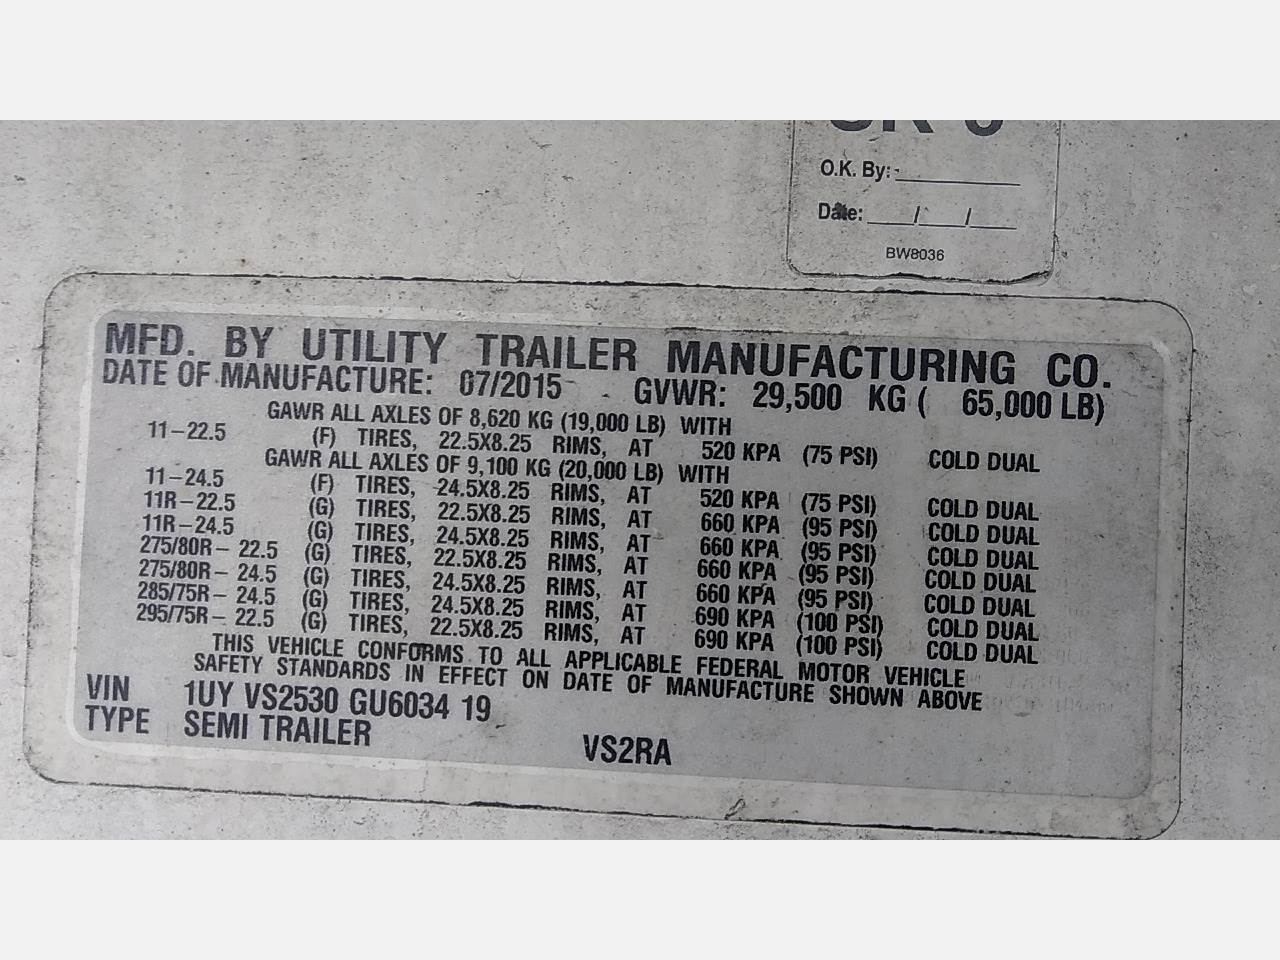 O.K. By:
Date: / /
BW8036
MFD. BY UTILITY TRAILER MANUFACTURING CO.
DATE OF MANUFACTURE: 07/2015 GVWR: 29,500 KG ( 65,000 LB)
GAWR ALL AXLES OF 8,620 KG (19,000 LB) WITH
11-22.5 (F) TIRES, 22.5X8.25 RIMS, AT 520 KPA (75 PSI) COLD DUAL
GAWR ALL AXLES OF 9,100 KG (20,000 LB) WITH
11-24.5 (F) TIRES, 24.5X8.25 RIMS, AT 520 KPA (75 PSI) COLD DUAL
11R-22.5 (G) TIRES, 22.5X8.25 RIMS, AT 660 KPA (95 PSI) COLD DUAL
11R-24.5 (G) TIRES, 24.5X8.25 RIMS, AT 660 KPA (95 PSI) COLD DUAL
275/80R- 22.5 (G) TIRES, 22.5X8.25 RIMS, AT 660 KPA (95 PSI) COLD DUAL
275/80R- 24.5 (G) TIRES, 24.5X8.25 RIMS, AT 660 KPA (95 PSI) COLD DUAL
285/75R- 24.5 (G) TIRES, 24.5X8.25 RIMS, AT 690 KPA (100 PSI) COLD DUAL
295/75R- 22.5 (G) TIRES, 22.5X8.25 RIMS, AT 690 KPA (100 PSI) COLD DUAL
THIS VEHICLE CONFORMS TO ALL APPLICABLE FEDERAL MOTOR VEHICLE
SAFETY STANDARDS IN EFFECT ON DATE OF MANUFACTURE SHOWN ABOVE
VIN 1UY VS2530 GU6034 19
TYPE SEMI TRAILER VS2RA